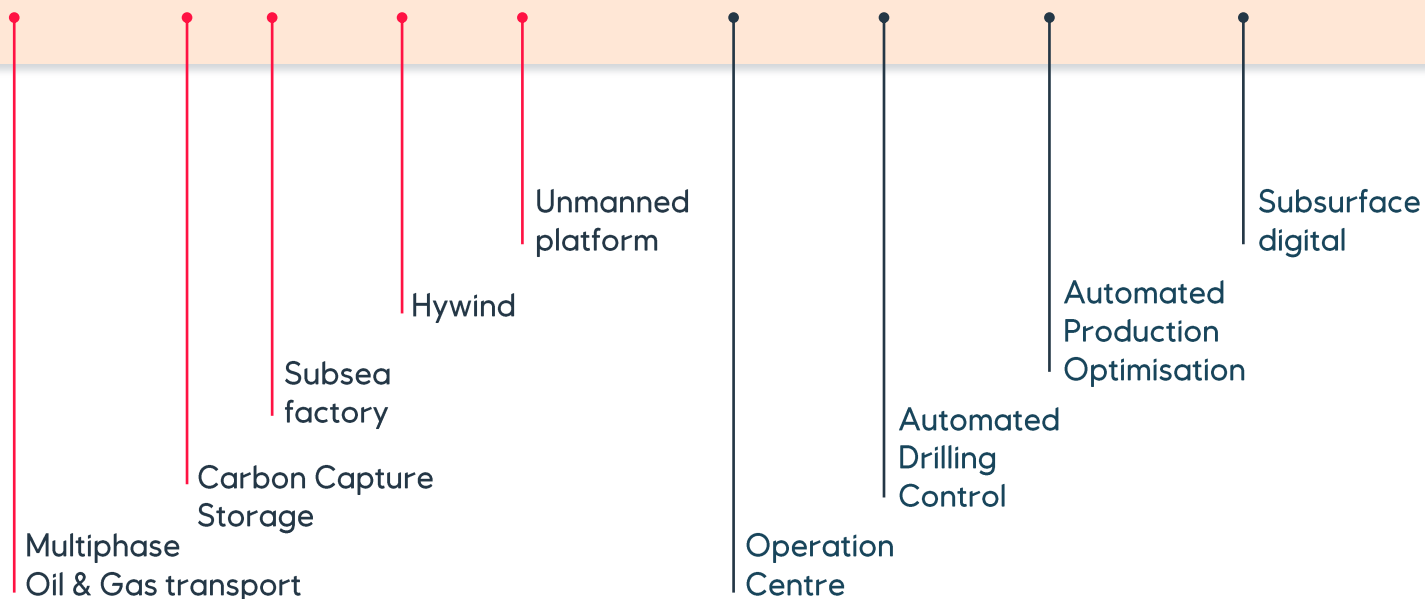 Multiphase
Oil & Gas transport
Carbon Capture
Storage
Subsea
factory
Hywind
Unmanned
platform
Operation
Centre
Automated
Drilling
Control
Automated
Production
Optimisation
Subsurface
digital